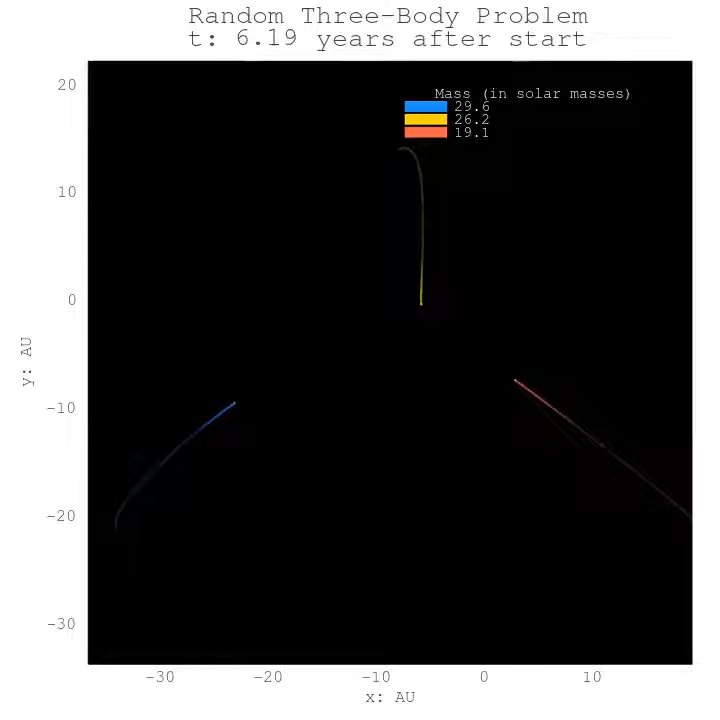 Random Three-Body Problem
t: 6.19 years after start
20
10
0
-10
-20
-30
y: AU
Mass (in solar masses)
29.6
26.2
19.1
-30 -20 -10 0 10
x: AU